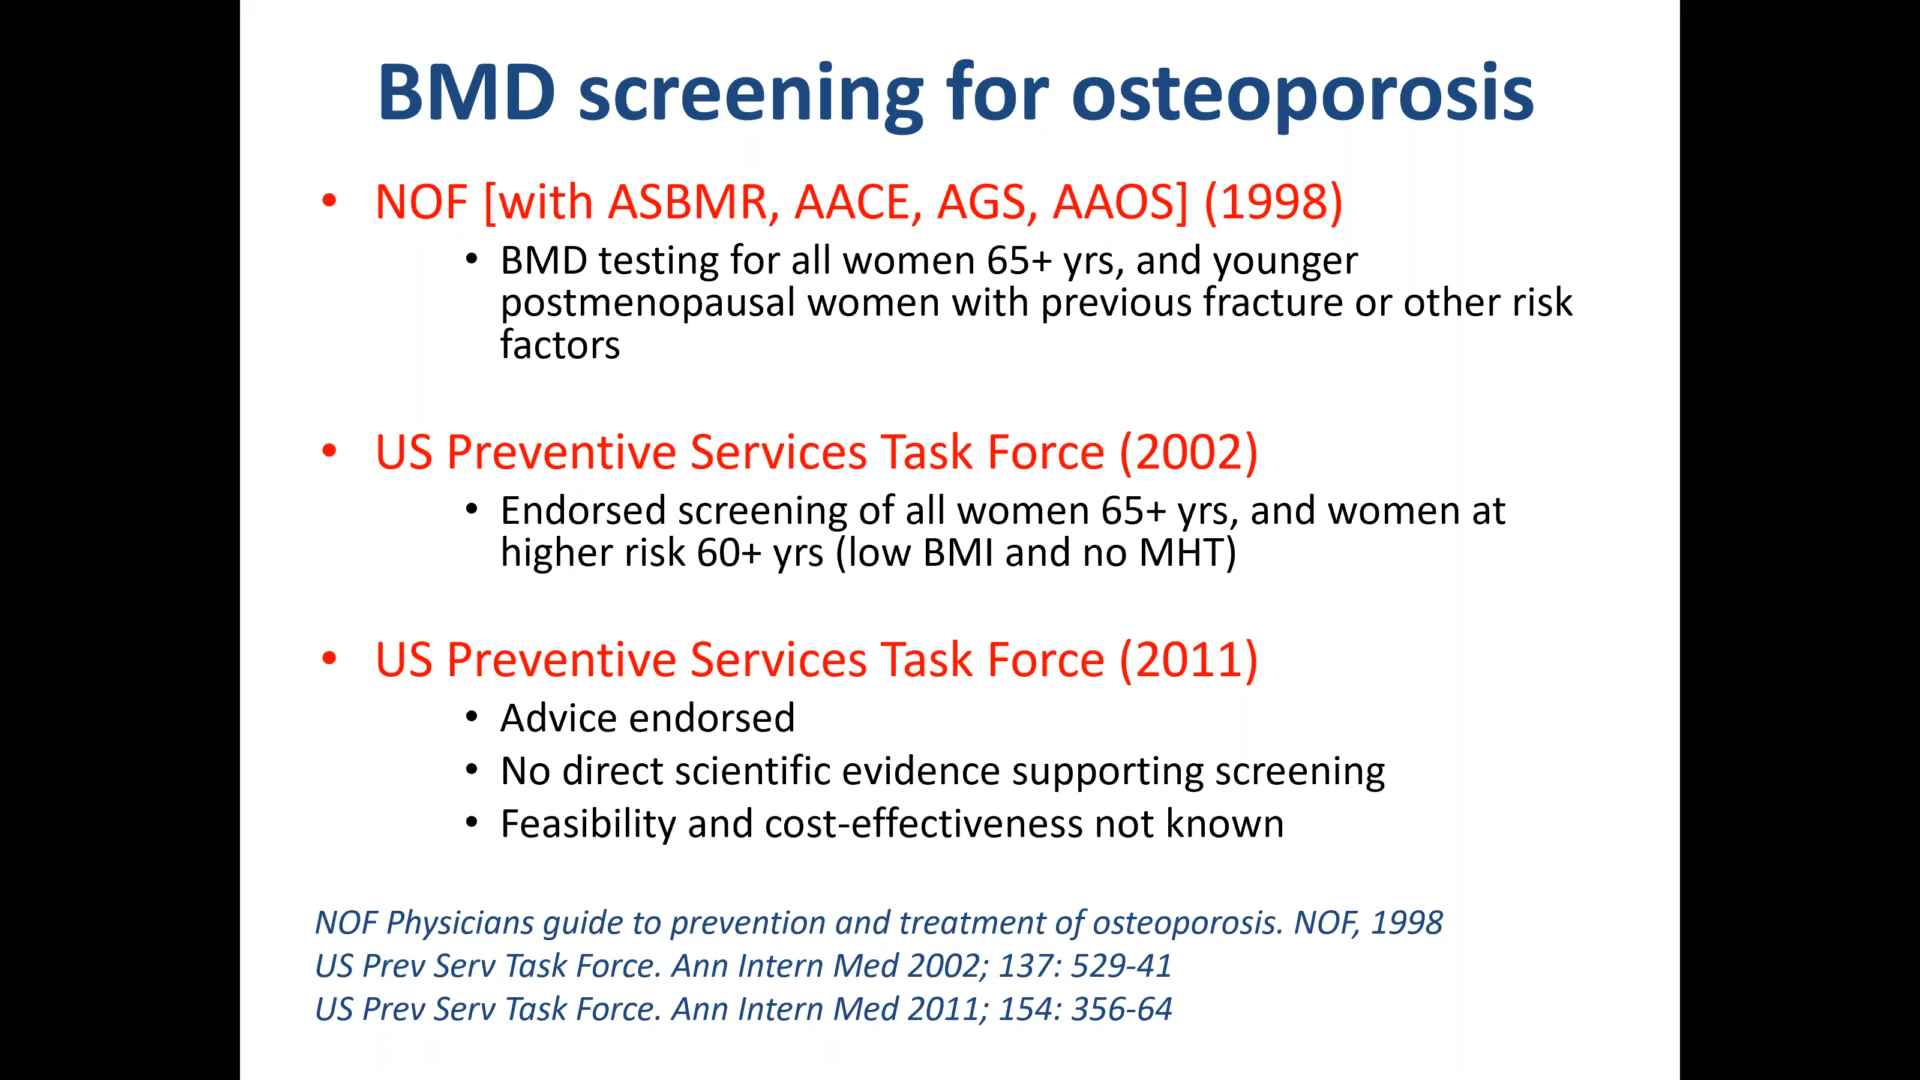 BMD screening for osteoporosis
• NOF [with ASBMR, AACE, AGS, AAOS] (1998)
• BMD testing for all women 65+ yrs, and younger
postmenopausal women with previous fracture or other risk
factors
• US Preventive Services Task Force (2002)
• Endorsed screening of all women 65+ yrs, and women at
higher risk 60+ yrs (low BMI and no MHT)
• US Preventive Services Task Force (2011)
• Advice endorsed
• No direct scientific evidence supporting screening
• Feasibility and cost-effectiveness not known
NOF Physicians guide to prevention and treatment of osteoporosis. NOF, 1998
US Prev Serv Task Force. Ann Intern Med 2002; 137: 529-41
US Prev Serv Task Force. Ann Intern Med 2011; 154: 356-64